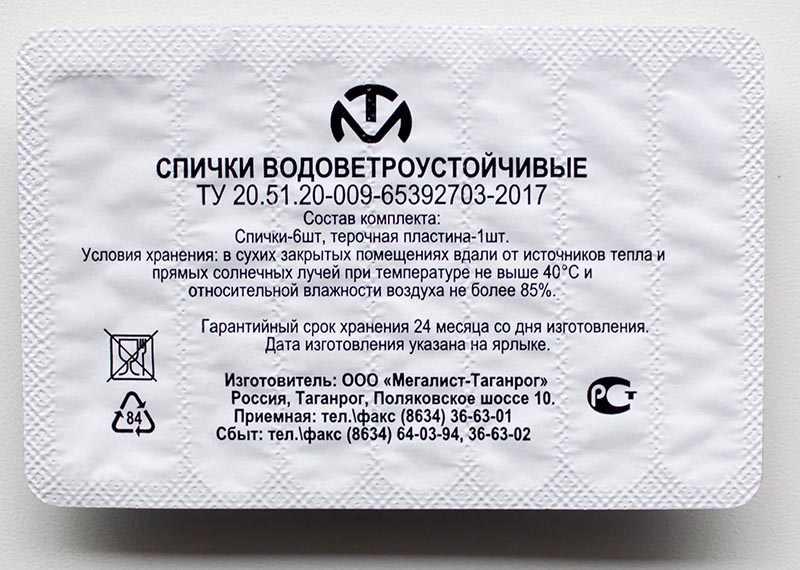 ТМ
СПИЧКИ ВОДОВЕТРОУСТОЙЧИВЫЕ
ТУ 20.51.20-009-65392703-2017
Состав комплекта:
Спички-6шт, терочная пластина-1шт.
Условия хранения: в сухих закрытых помещениях вдали от источников тепла и
прямых солнечных лучей при температуре не выше 40°С и
относительной влажности воздуха не более 85%.
Гарантийный срок хранения 24 месяца со дня изготовления.
Дата изготовления указана на ярлыке.
Изготовитель: ООО «Мегалист-Таганрог»
Россия, Таганрог, Поляковское шоссе 10.
Приемная: тел.\факс (8634) 36-63-01
Сбыт: тел.\факс (8634) 64-03-94, 36-63-02
84
РСТ